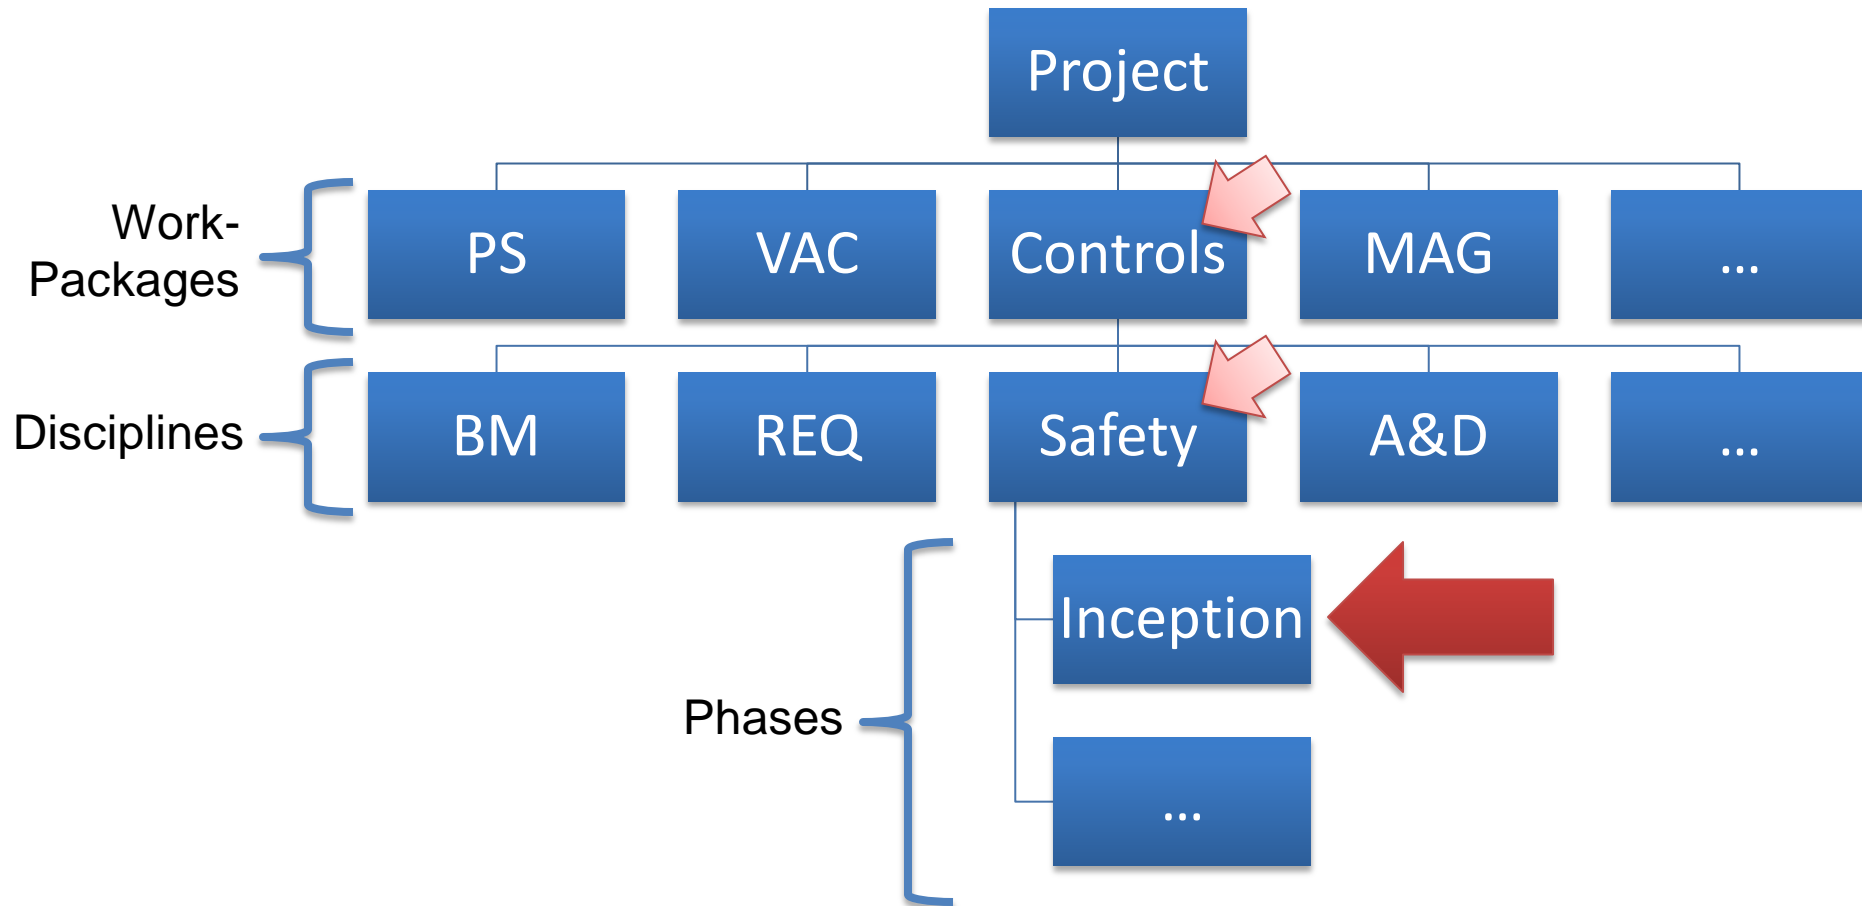 Project
Work-
Packages
PS
VAC
Controls
MAG
...
Disciplines
BM
REQ
Safety
A&D
...
Phases
Inception
...